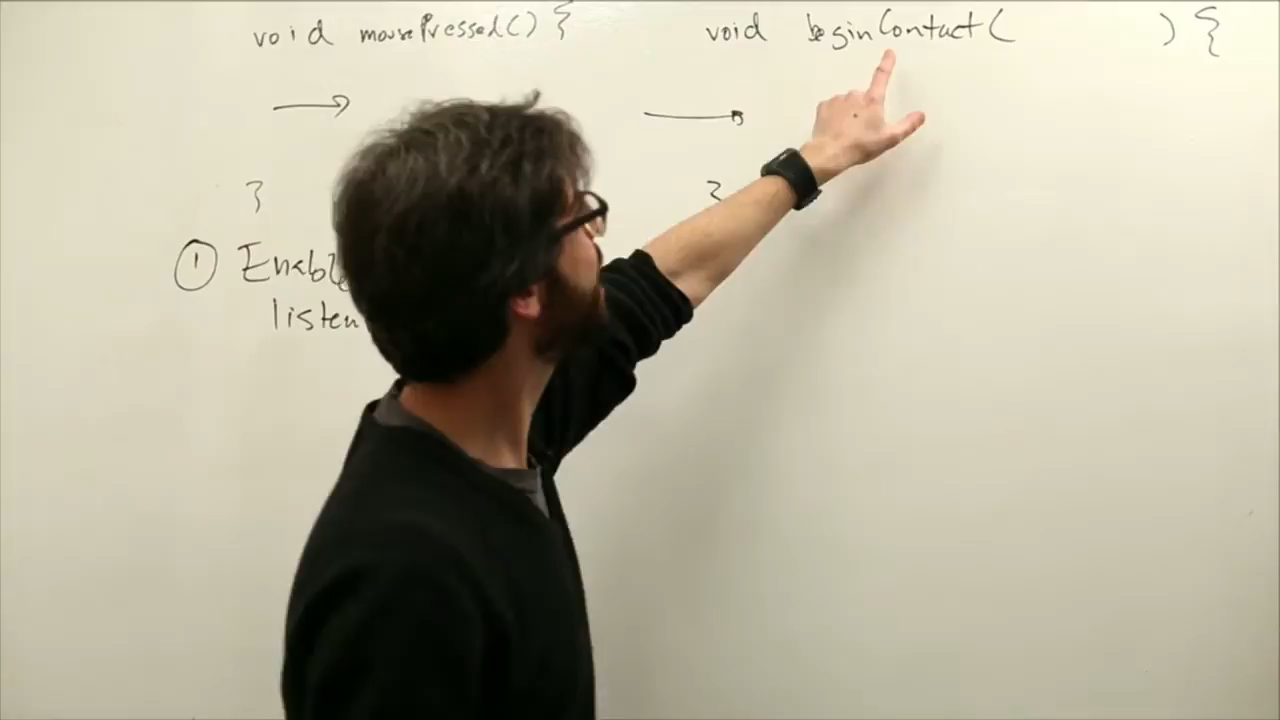 void mousePressed() {
void beginContact( ) {
}
}
① Enable
listen